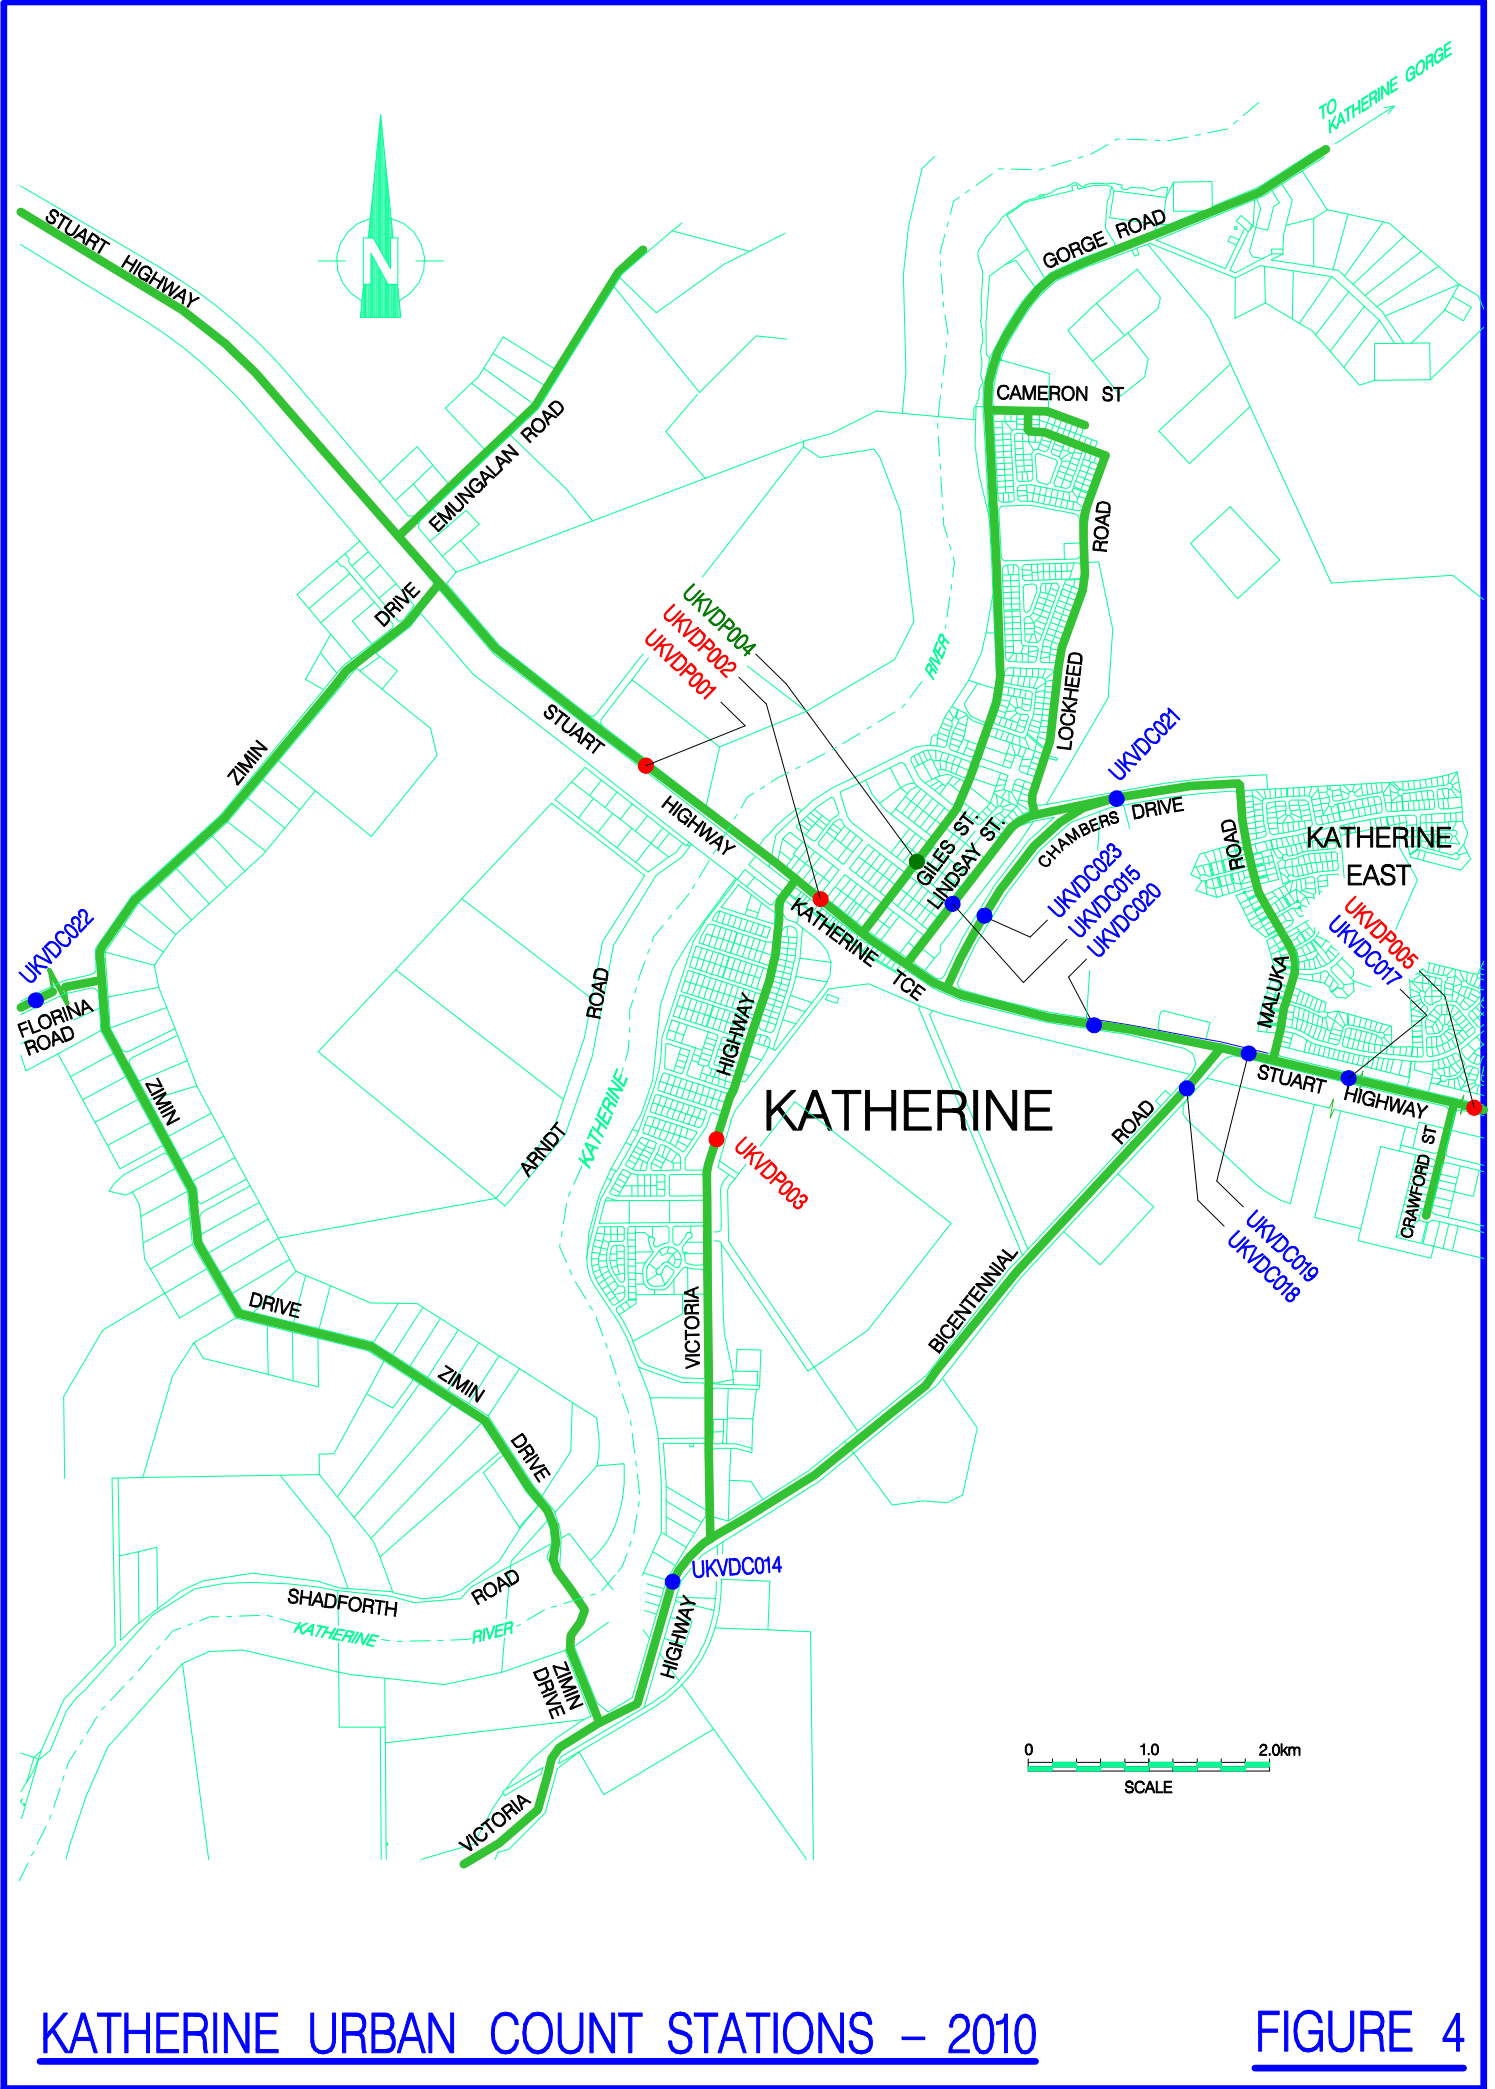 TO
KATHERINE GORGE
STUART HIGHWAY
N
GORGE ROAD
CAMERON ST
EMUNGALAN ROAD
ROAD
DRIVE
UKVDP004
UKVDP002
UKVDP001
RIVER
LOCKHEED
STUART
UKVDC021
ZIMIN
HIGHWAY
GILES ST.
LINDSAY ST.
CHAMBERS DRIVE
ROAD
KATHERINE
EAST
UKVDC023
UKVDC015
UKVDC020
UKVDP005
UKVDC017
UKVDC022
KATHERINE TCE
ROAD
MALUKA
FLORINA
ROAD
HIGHWAY
ZIMIN
KATHERINE
KATHERINE
STUART HIGHWAY
ARNDT
ROAD
CRAWFORD ST
UKVDP003
UKVDC019
UKVDC018
BICENTENNIAL
DRIVE
VICTORIA
ZIMIN
DRIVE
UKVDC014
SHADFORTH
ROAD
KATHERINE
RIVER
HIGHWAY
ZIMIN
DRIVE
0 1.0 2.0km
SCALE
VICTORIA
KATHERINE URBAN COUNT STATIONS – 2010
FIGURE 4